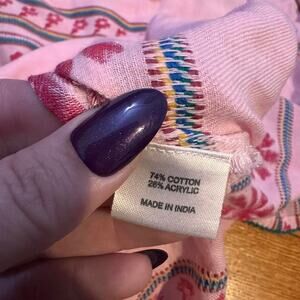 74% COTTON
26% ACRYLIC
MADE IN INDIA